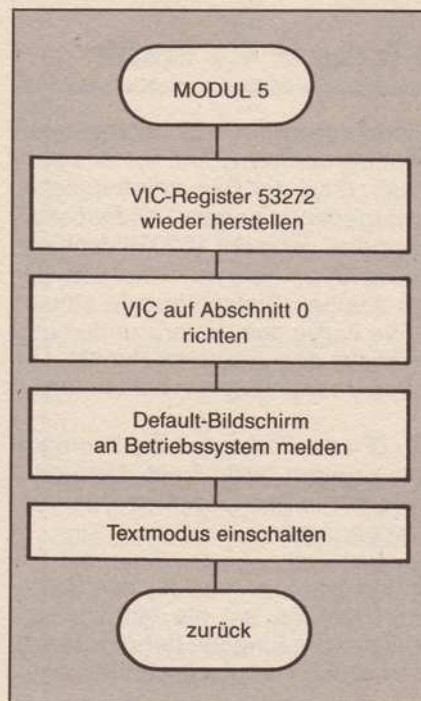 MODUL 5
VIC-Register 53272
wieder herstellen
VIC auf Abschnitt 0
richten
Default-Bildschirm
an Betriebssystem melden
Textmodus einschalten
zurück